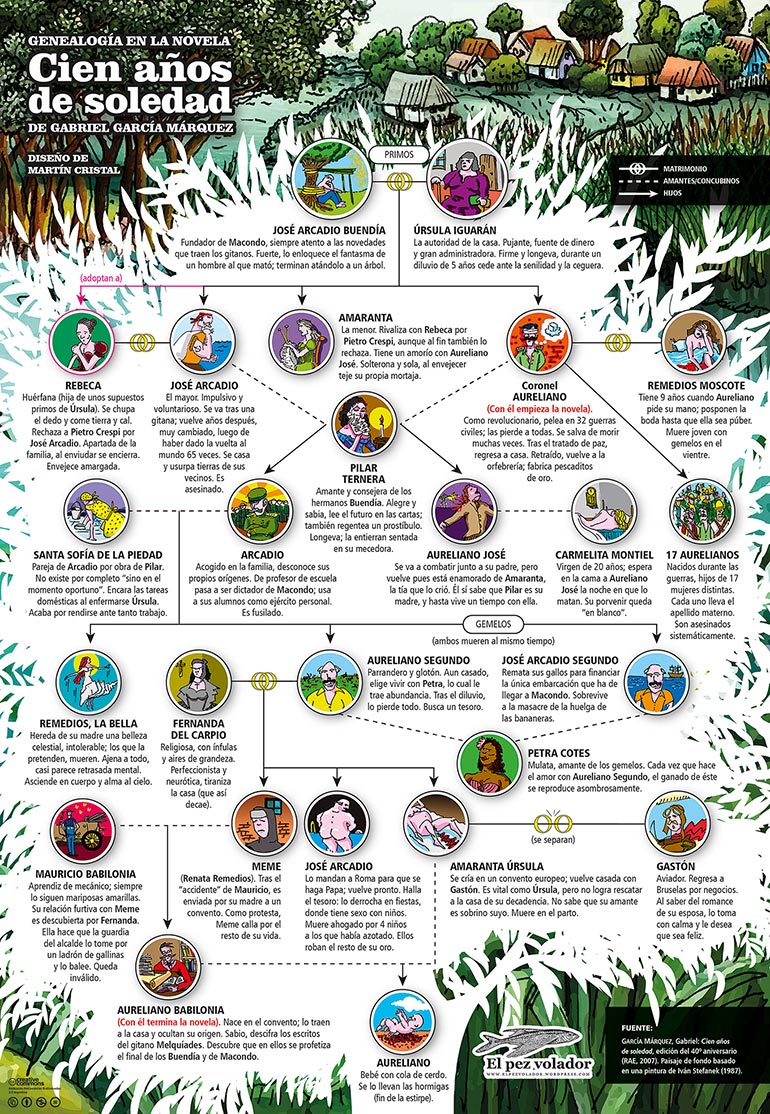 GENEALOGÍA EN LA NOVELA
Cien años
de soledad
DE GABRIEL GARCÍA MÁRQUEZ
DISEÑO DE
MARTÍN CRISTAL
PRIMOS
MATRIMONIO
AMANTES/CONCUBINOS
HIJOS
JOSÉ ARCADIO BUENDÍA
Fundador de Macondo, siempre atento a las novedades
que traen los gitanos. Fuerte, lo enloquece el fantasma de
un hombre al que mató; terminan atándolo a un árbol.
ÚRSULA IGUARÁN
La autoridad de la casa. Pujante, fuente de dinero
y gran administradora. Firme y longeva, durante un
diluvio de 5 años cede ante la senilidad y la ceguera.
(adoptan a)
REBECA
Huérfana (hija de unos supuestos
primos de Úrsula). Se chupa
el dedo y come tierra y cal.
Rechaza a Pietro Crespi por
José Arcadio. Apartada de la
familia, al enviudar se encierra.
Envejece amargada.
JOSÉ ARCADIO
El mayor. Impulsivo y
voluntarioso. Se va tras una
gitana; vuelve años después,
muy cambiado, luego de
haber dado la vuelta al
mundo 65 veces. Se casa
y usurpa tierras de sus
vecinos. Es
asesinado.
AMARANTA
La menor. Rivaliza con Rebeca por
Pietro Crespi, aunque al fin también lo
rechaza. Tiene un amorío con Aureliano
José. Solterona y sola, al envejecer
teje su propia mortaja.
Coronel
AURELIANO
(Con él empieza la novela).
Como revolucionario, pelea en 32 guerras
civiles; las pierde a todas. Se salva de morir
muchas veces. Tras el tratado de paz,
regresa a casa. Retraído, vuelve a la
orfebrería; fabrica pescaditos
de oro.
REMEDIOS MOSCOTE
Tiene 9 años cuando Aureliano
pide su mano; posponen la
boda hasta que ella sea púber.
Muere joven con
gemelos en el
vientre.
PILAR
TERNERA
Amante y consejera de los
hermanos Buendía. Alegre y
sabia, lee el futuro en las cartas;
también regentea un prostíbulo.
Longeva; la entierran sentada
en su mecedora.
SANTA SOFÍA DE LA PIEDAD
Pareja de Arcadio por obra de Pilar.
No existe por completo "sino en el
momento oportuno". Encara las tareas
domésticas al enfermarse Úrsula.
Acaba por rendirse ante tanto trabajo.
ARCADIO
Acogido en la familia, desconoce sus
propios orígenes. De profesor de escuela
pasa a ser dictador de Macondo; usa
a sus alumnos como ejército personal.
Es fusilado.
AURELIANO JOSÉ
Se va a combatir junto a su padre, pero
vuelve pues está enamorado de Amaranta,
la tía que lo crió. Él sí sabe que Pilar es su
madre, y hasta vive un tiempo con ella.
CARMELITA MONTIEL
Virgen de 20 años; espera
en la cama a Aureliano
José la noche en que lo
matan. Su porvenir queda
"en blanco".
17 AURELIANOS
Nacidos durante las
guerras, hijos de 17
mujeres distintas.
Cada uno lleva el
apellido materno.
Son asesinados
sistemáticamente.
GEMELOS
(ambos mueren al mismo tiempo)
REMEDIOS, LA BELLA
Hereda de su madre una belleza
celestial, intolerable; los que la
pretenden, mueren. Ajena a todo,
casi parece retrasada mental.
Asciende en cuerpo y alma al cielo.
FERNANDA
DEL CARPIO
Religiosa, con ínfulas
y aires de grandeza.
Perfeccionista y
neurótica, tiraniza
la casa (que así
decae).
AURELIANO SEGUNDO
Parrandero y glotón. Aun casado,
elige vivir con Petra, lo cual le
trae abundancia. Tras el diluvio,
lo pierde todo. Busca un tesoro.
JOSÉ ARCADIO SEGUNDO
Remata sus gallos para financiar
la única embarcación que ha de
llegar a Macondo. Sobrevive
a la masacre de la huelga de
las bananeras.
PETRA COTES
Mulata, amante de los gemelos. Cada vez que hace
el amor con Aureliano Segundo, el ganado de éste
se reproduce asombrosamente.
MAURICIO BABILONIA
Aprendiz de mecánico; siempre
lo siguen mariposas amarillas.
Su relación furtiva con Meme
es descubierta por Fernanda.
Ella hace que la guardia
del alcalde lo tome por
un ladrón de gallinas
y lo balee. Queda
inválido.
MEME
(Renata Remedios). Tras el
"accidente" de Mauricio, es
enviada por su madre a un
convento. Como protesta,
Meme calla por el
resto de su vida.
JOSÉ ARCADIO
Lo mandan a Roma para que se
haga Papa; vuelve pronto. Halla
el tesoro: lo derrocha en fiestas,
donde tiene sexo con niños.
Muere ahogado por 4 niños
a los que había azotado. Ellos
roban el resto de su oro.
(se separan)
AMARANTA ÚRSULA
Se cría en un convento europeo; vuelve casada con
Gastón. Es vital como Úrsula, pero no logra rescatar
a la casa de su decadencia. No sabe que su amante
es sobrino suyo. Muere en el parto.
GASTÓN
Aviador. Regresa a
Bruselas por negocios.
Al saber del romance
de su esposa, lo toma
con calma y le desea
que sea feliz.
AURELIANO BABILONIA
(Con él termina la novela). Nace en el convento; lo traen
a la casa y ocultan su origen. Sabio, descifra los escritos
del gitano Melquíades. Descubre que en ellos se profetiza
el final de los Buendía y de Macondo.
AURELIANO
Bebé con cola de cerdo.
Se lo llevan las hormigas
(fin de la estirpe).
El pez volador
WWW.ELPEZVOLADOR.WORDPRESS.COM
FUENTE:
GARCÍA MÁRQUEZ, Gabriel: Cien años
de soledad, edición del 40º aniversario
(RAE, 2007). Paisaje de fondo basado
en una pintura de Iván Stefanek (1987).
creative
commons